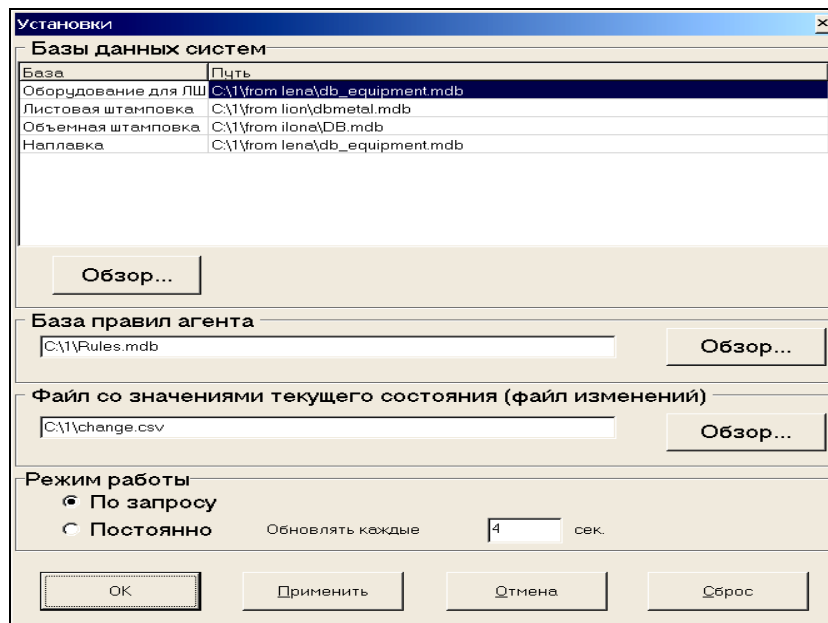 Установки
Базы данных систем
База Путь
Оборудование для ЛШ C:\1\from lena\db_equipment.mdb
Листовая штамповка C:\1\from lion\dbmetal.mdb
Объемная штамповка C:\1\from ilona\DB.mdb
Наплавка C:\1\from lena\db_equipment.mdb
Обзор...
База правил агента
C:\1\Rules.mdb Обзор...
Файл со значениями текущего состояния (файл изменений)
C:\1\change.csv Обзор...
Режим работы
По запросу
Постоянно Обновлять каждые 4 сек.
ОК Применить Отмена Сброс